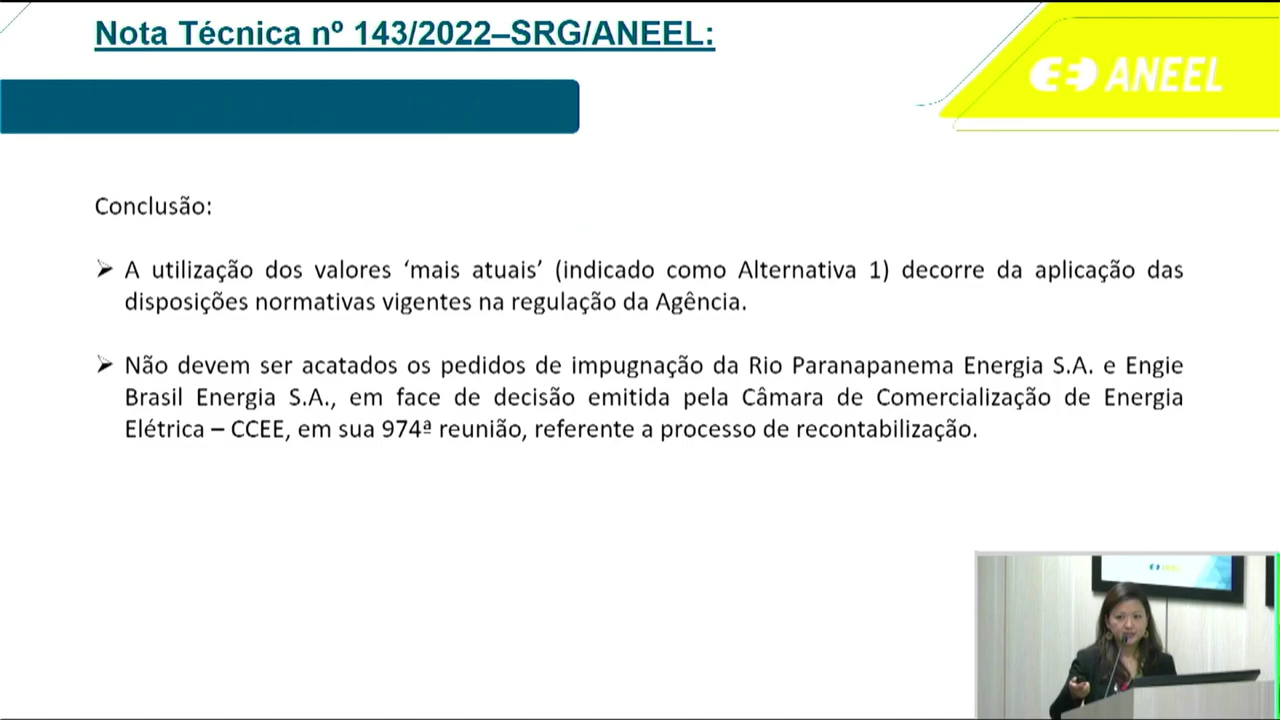 Nota Técnica nº 143/2022–SRG/ANEEL:
ANEEL
Conclusão:
➢ A utilização dos valores ‘mais atuais’ (indicado como Alternativa 1) decorre da aplicação das
disposições normativas vigentes na regulação da Agência.
➢ Não devem ser acatados os pedidos de impugnação da Rio Paranapanema Energia S.A. e Engie
Brasil Energia S.A., em face de decisão emitida pela Câmara de Comercialização de Energia
Elétrica – CCEE, em sua 974ª reunião, referente a processo de recontabilização.